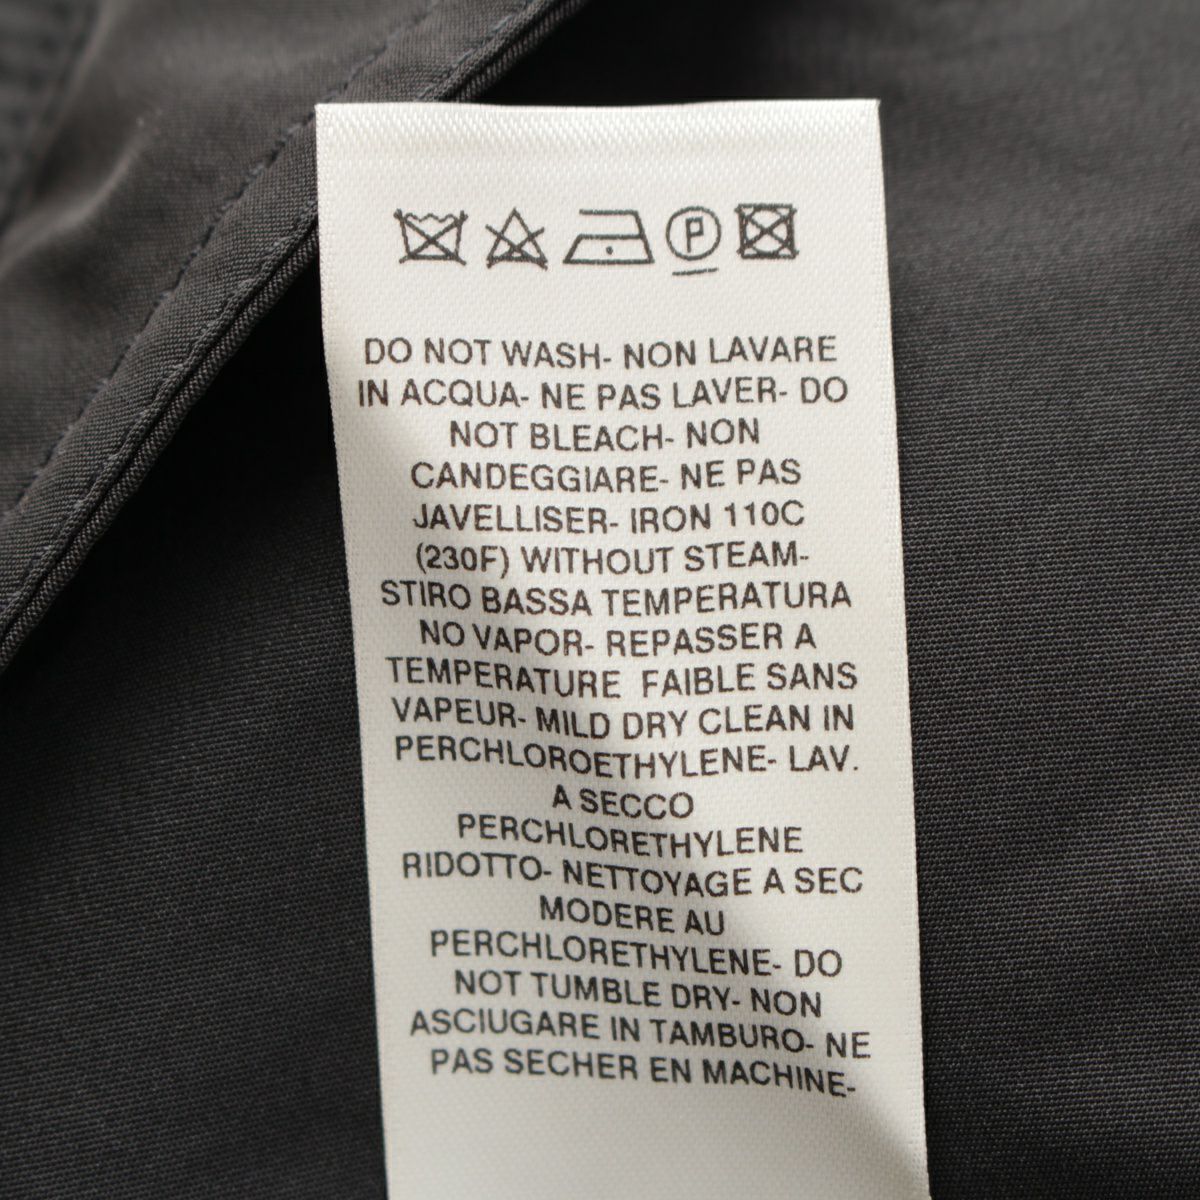 P
DO NOT WASH- NON LAVARE
IN ACQUA- NE PAS LAVER- DO
NOT BLEACH- NON
CANDEGGIARE- NE PAS
JAVELLISER- IRON 110C
(230F) WITHOUT STEAM-
STIRO BASSA TEMPERATURA
NO VAPOR- REPASSER A
TEMPERATURE FAIBLE SANS
VAPEUR- MILD DRY CLEAN IN
PERCHLOROETHYLENE- LAV.
A SECCO
PERCHLORETHYLENE
RIDOTTO- NETTOYAGE A SEC
MODERE AU
PERCHLORETHYLENE- DO
NOT TUMBLE DRY- NON
ASCIUGARE IN TAMBURO- NE
PAS SECHER EN MACHINE-